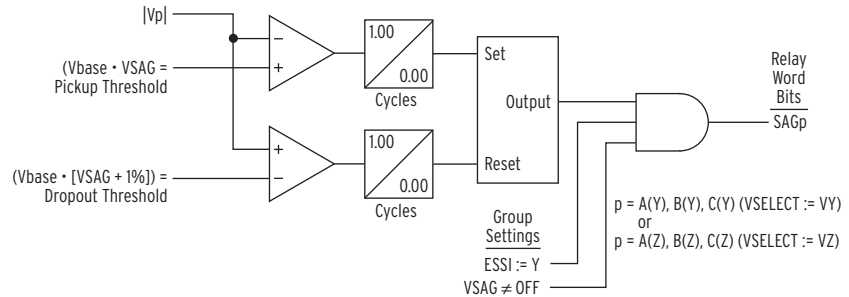 |Vp|
−
+
(Vbase • VSAG =
Pickup Threshold
1.00
0.00
Cycles
Set
Output
Reset
Relay
Word
Bits
SAGp
+
−
(Vbase • [VSAG + 1%]) =
Dropout Threshold
1.00
0.00
Cycles
Group
Settings
ESSI := Y
VSAG ≠ OFF
p = A(Y), B(Y), C(Y) (VSELECT := VY)
or
p = A(Z), B(Z), C(Z) (VSELECT := VZ)